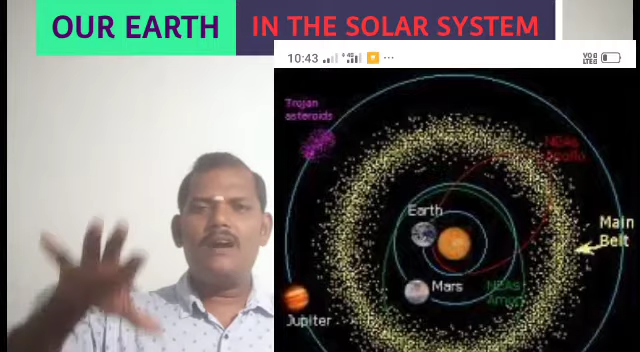 OUR EARTH IN THE SOLAR SYSTEM
10:43
Trojan
asteroids
NEAs
Apollo
Earth
Main
Belt
Mars
NEAs
Amor
Jupiter